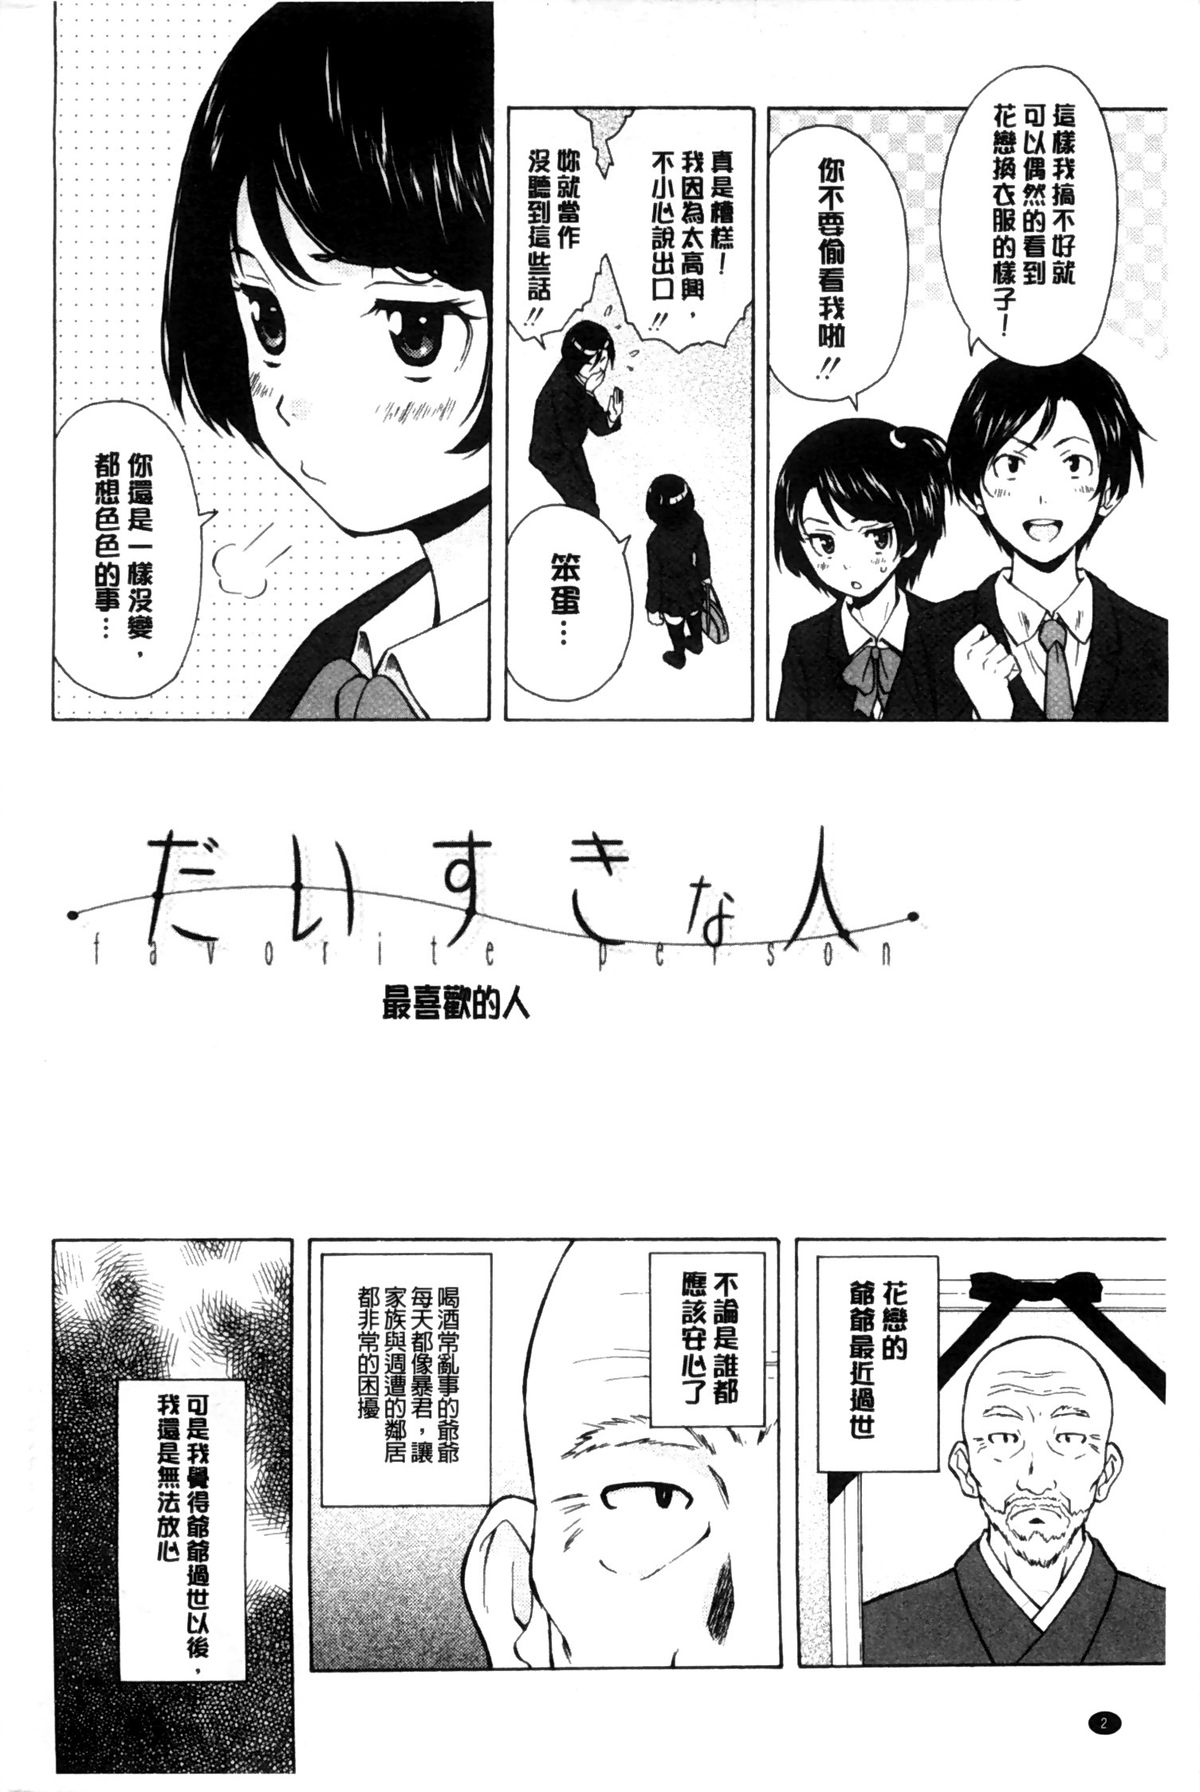 這樣我搞不好就
可以偶然的看到
花戀換衣服的樣子！
你不要偷看我啦!!
真是糟糕！
我因為太高興，
不小心說出口!!
妳就當作
沒聽到這些話!!
笨蛋…
你還是一樣沒變，
都想色色的事…
だいすきな人
favorite person
最喜歡的人
花戀的
爺爺最近過世
不論是誰都
應該安心了
喝酒常亂事的爺爺
每天都像暴君，讓
家族與週遭的鄰居
都非常的困擾
可是我覺得爺爺過世以後，
我還是無法放心
2